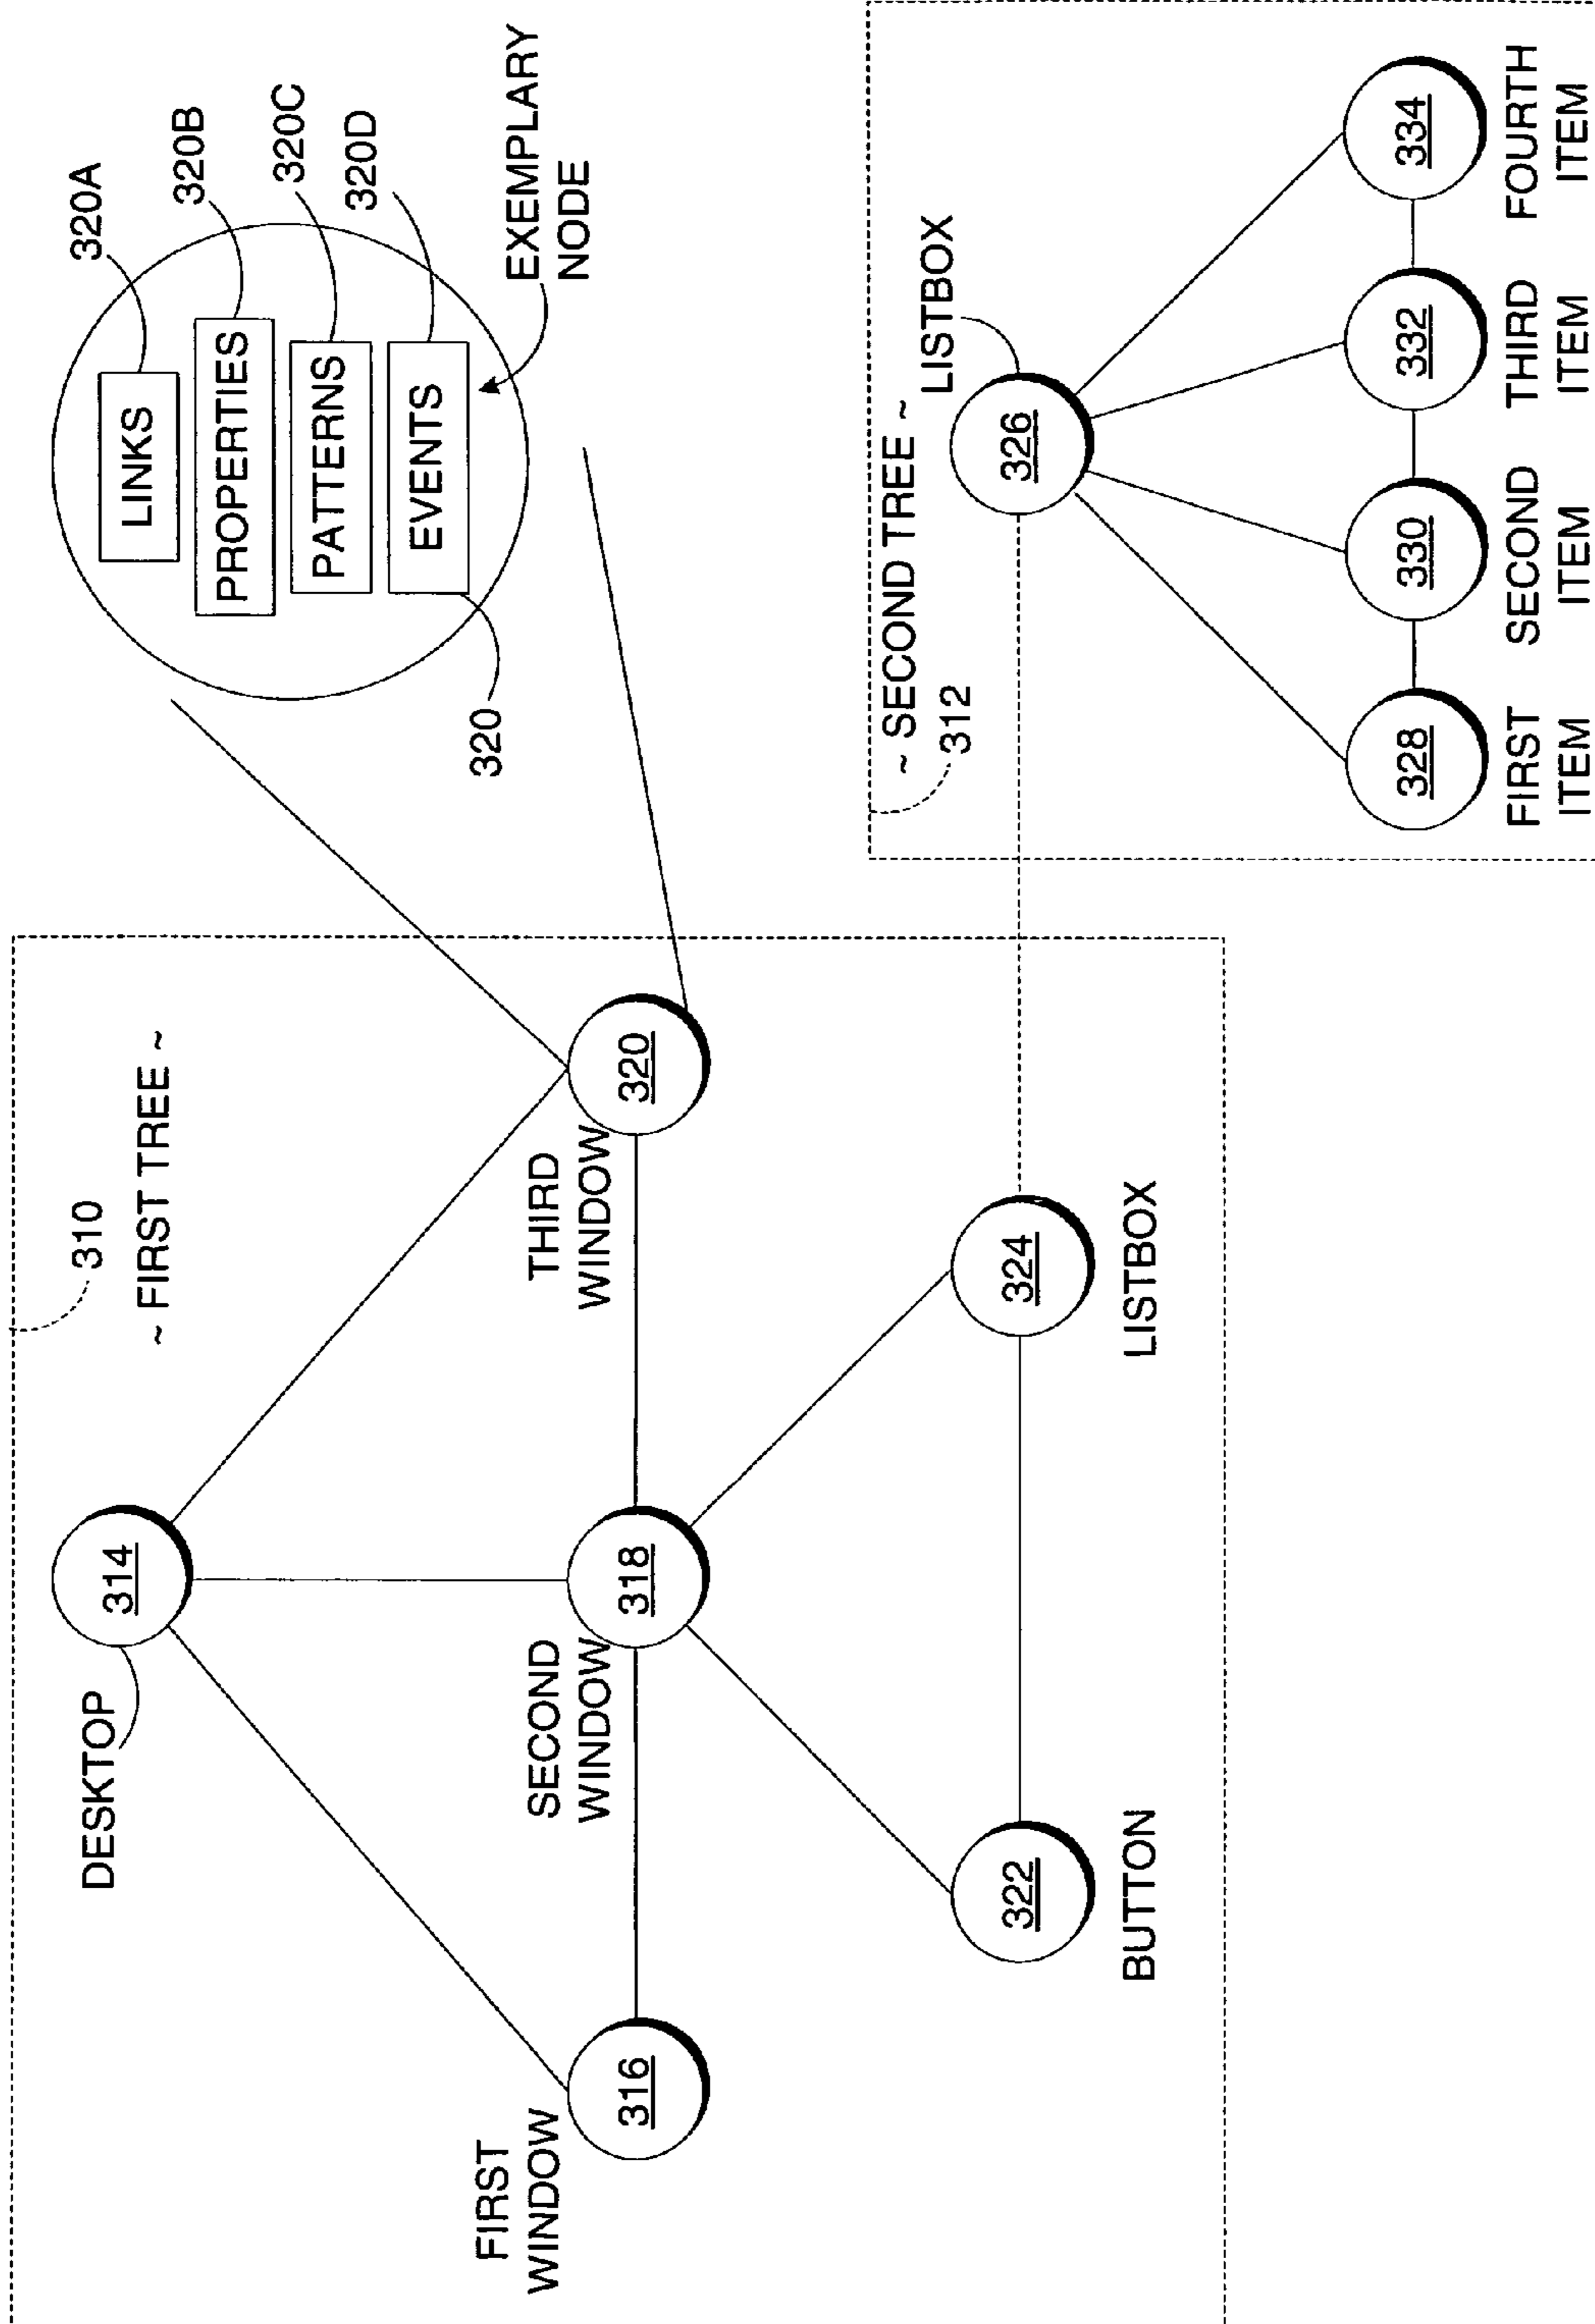 310
~ FIRST TREE ~
DESKTOP
314
FIRST
WINDOW
316
SECOND
WINDOW
318
THIRD
WINDOW
320
322
BUTTON
324
LISTBOX
320A
LINKS
320B
PROPERTIES
320C
PATTERNS
320D
EVENTS
320
EXEMPLARY
NODE
~ SECOND TREE ~
312
LISTBOX
326
328
330
332
334
FIRST
ITEM
SECOND
ITEM
THIRD
ITEM
FOURTH
ITEM